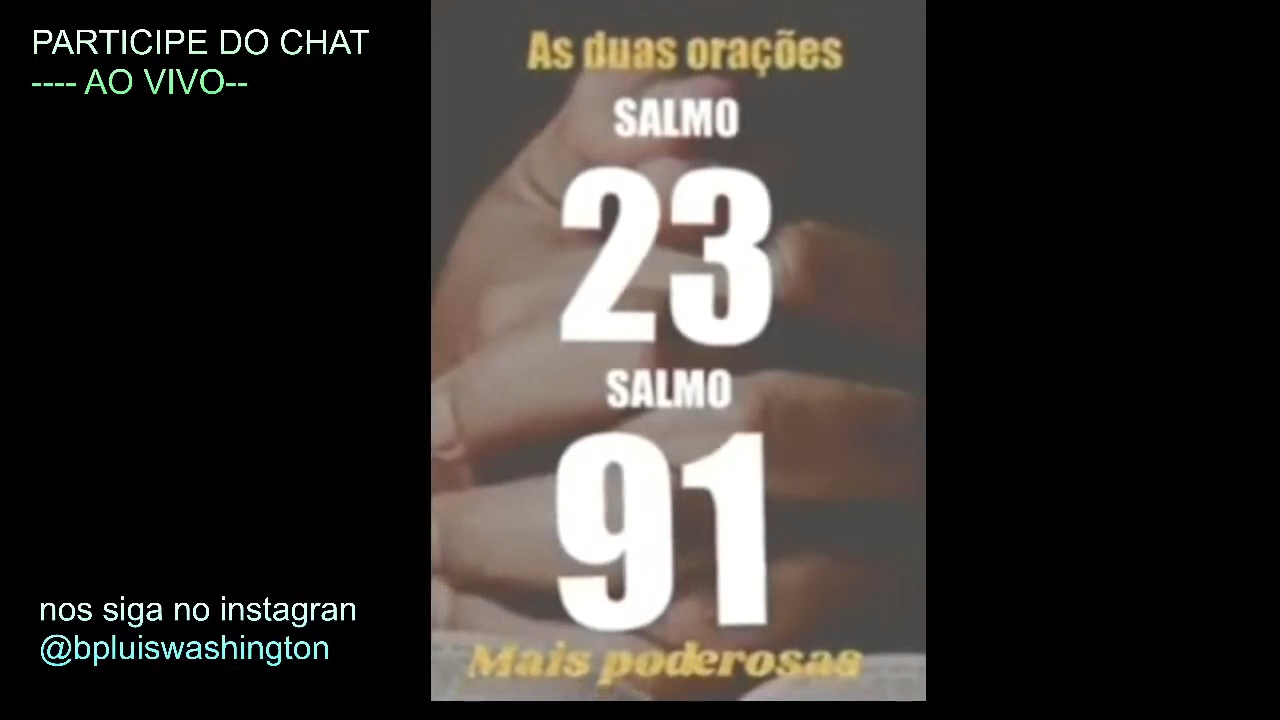 PARTICIPE DO CHAT
---- AO VIVO--
As duas orações
SALMO
23
SALMO
91
Mais poderosas
nos siga no instagran
@bpluiswashington